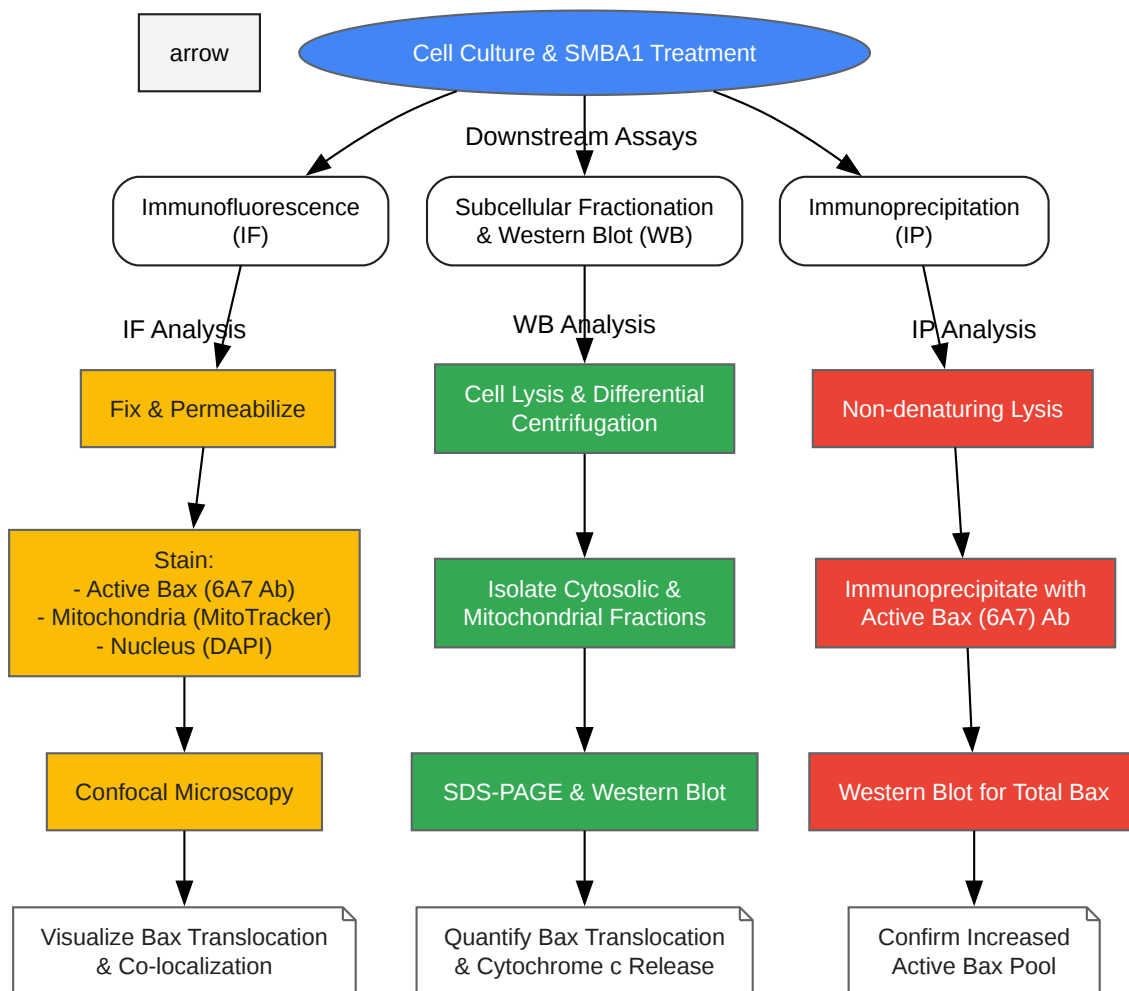 arrow
Cell Culture & SMBA1 Treatment
Downstream Assays
Immunofluorescence
(IF)
Subcellular Fractionation
& Western Blot (WB)
Immunoprecipitation
(IP)
IF Analysis
WB Analysis
IP Analysis
Fix & Permeabilize
Cell Lysis & Differential
Centrifugation
Non-denaturing Lysis
Stain:
- Active Bax (6A7 Ab)
- Mitochondria (MitoTracker)
- Nucleus (DAPI)
Isolate Cytosolic &
Mitochondrial Fractions
Immunoprecipitate with
Active Bax (6A7) Ab
Confocal Microscopy
SDS-PAGE & Western Blot
Western Blot for Total Bax
Visualize Bax Translocation
& Co-localization
Quantify Bax Translocation
& Cytochrome c Release
Confirm Increased
Active Bax Pool